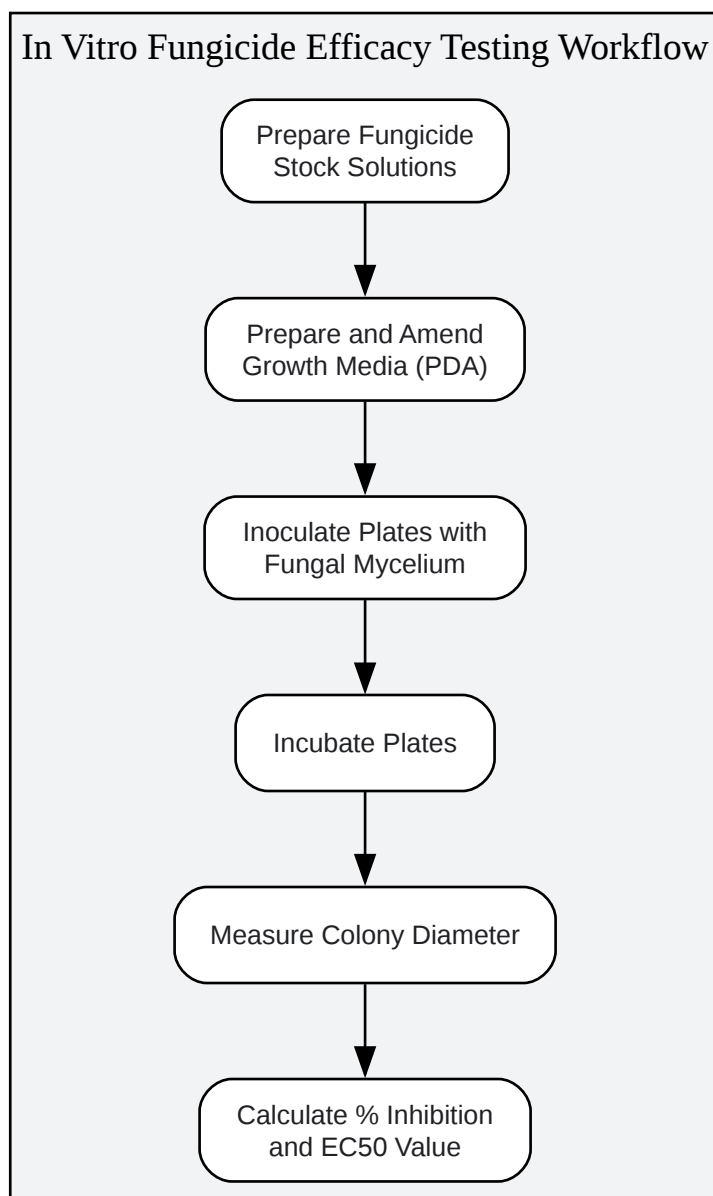 In Vitro Fungicide Efficacy Testing Workflow
Prepare Fungicide
Stock Solutions
Prepare and Amend
Growth Media (PDA)
Inoculate Plates with
Fungal Mycelium
Incubate Plates
Measure Colony Diameter
Calculate % Inhibition
and EC50 Value